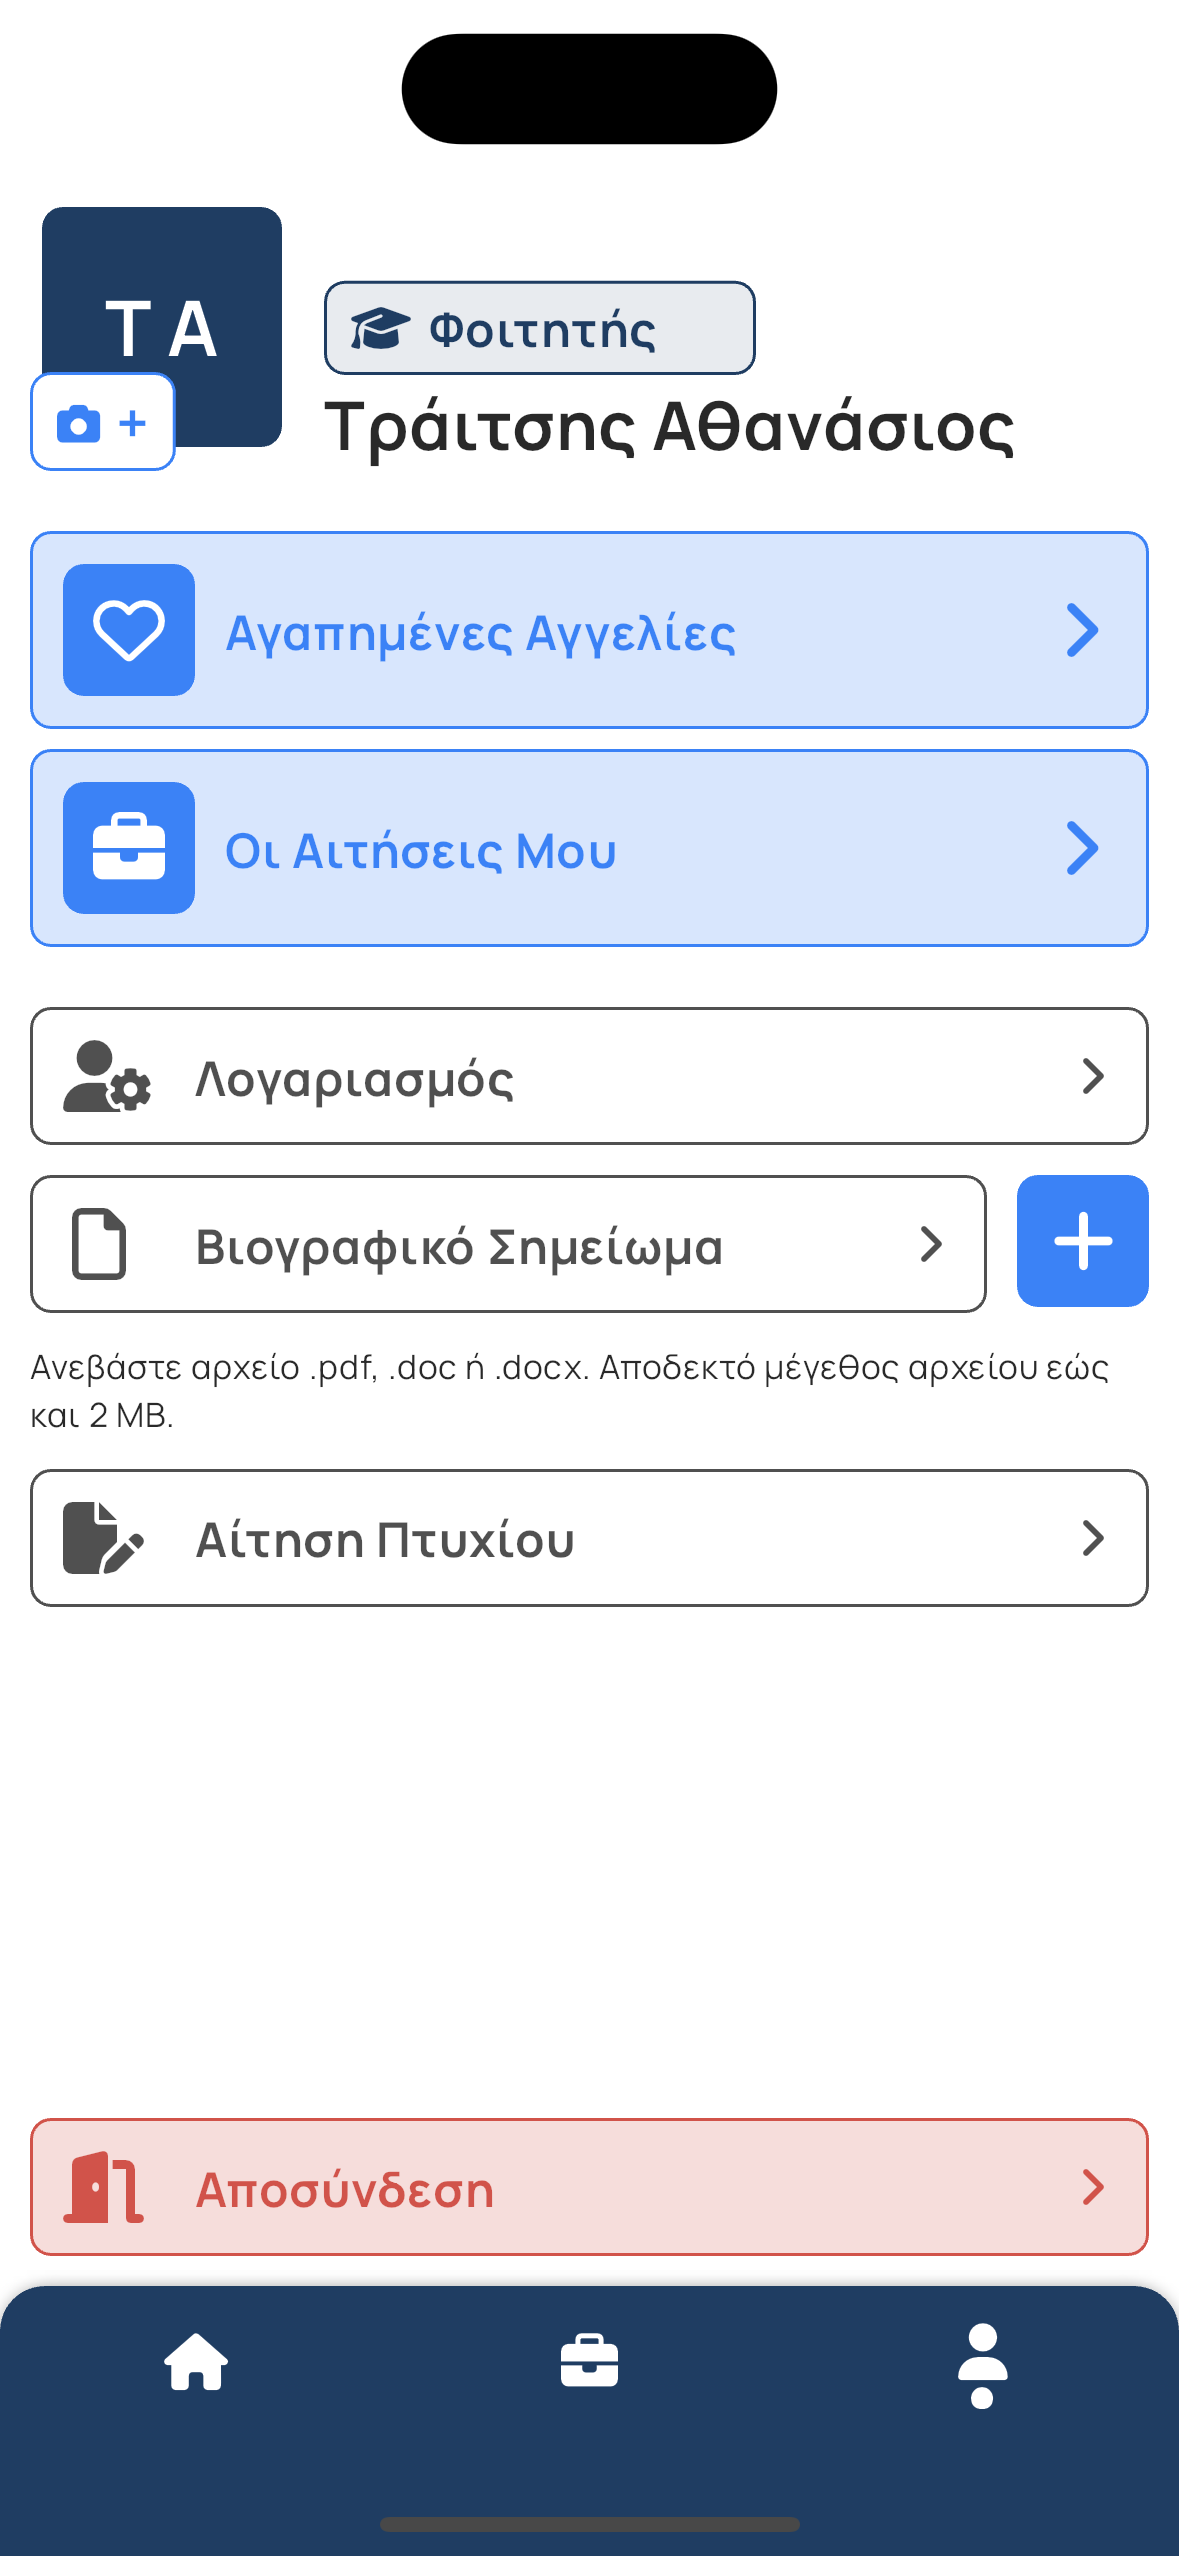 Τ Α
Φοιτητής
Τράιτσης Αθανάσιος
Αγαπημένες Αγγελίες
Οι Αιτήσεις Μου
Λογαριασμός
Βιογραφικό Σημείωμα
Ανεβάστε αρχείο .pdf, .doc ή .docx. Αποδεκτό μέγεθος αρχείου εώς
και 2 MB.
Αίτηση Πτυχίου
Αποσύνδεση